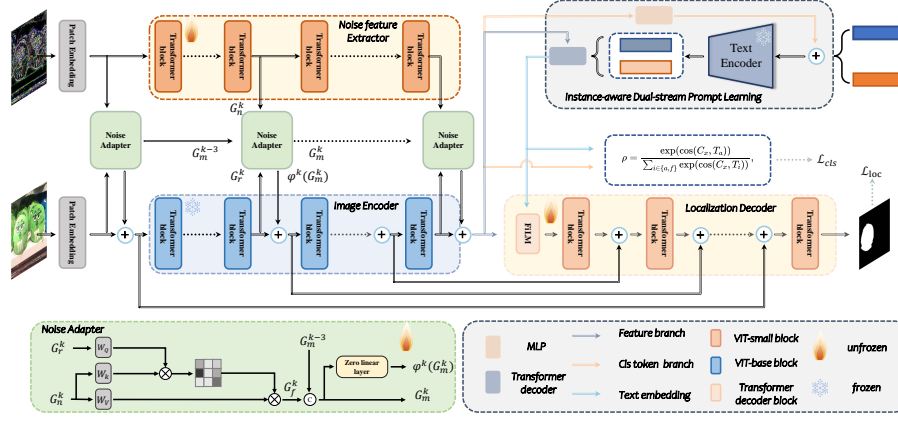 Patch Embedding
Transformer block
Transformer block
Noise feature
Extractor
Transformer block
Transformer block
Text
Encoder
Instance-aware Dual-stream Prompt Learning
G_n^k
Noise
Adapter
G_m^{k-3}
Noise
Adapter
G_m^k
Noise
Adapter
G_r^k
φ^k(G_m^k)
ρ = exp(cos(C_x, T_a)) / ∑_{i∈{a,f}} exp(cos(C_x, T_i)),
ℒ_cls
ℒ_loc
Patch Embedding
Transformer block
Transformer block
Image Encoder
Transformer block
Transformer block
Localization Decoder
FiLM
Transformer block
Transformer block
Transformer block
Noise Adapter
G_r^k
W_Q
G_n^k
W_k
W_V
G_f^k
G_m^{k-3}
C
Zero linear
layer
φ^k(G_m^k)
G_m^k
MLP
Transformer
decoder
Feature branch
Cls token branch
Text embedding
ViT-small block
ViT-base block
Transformer
decoder block
unfrozen
frozen